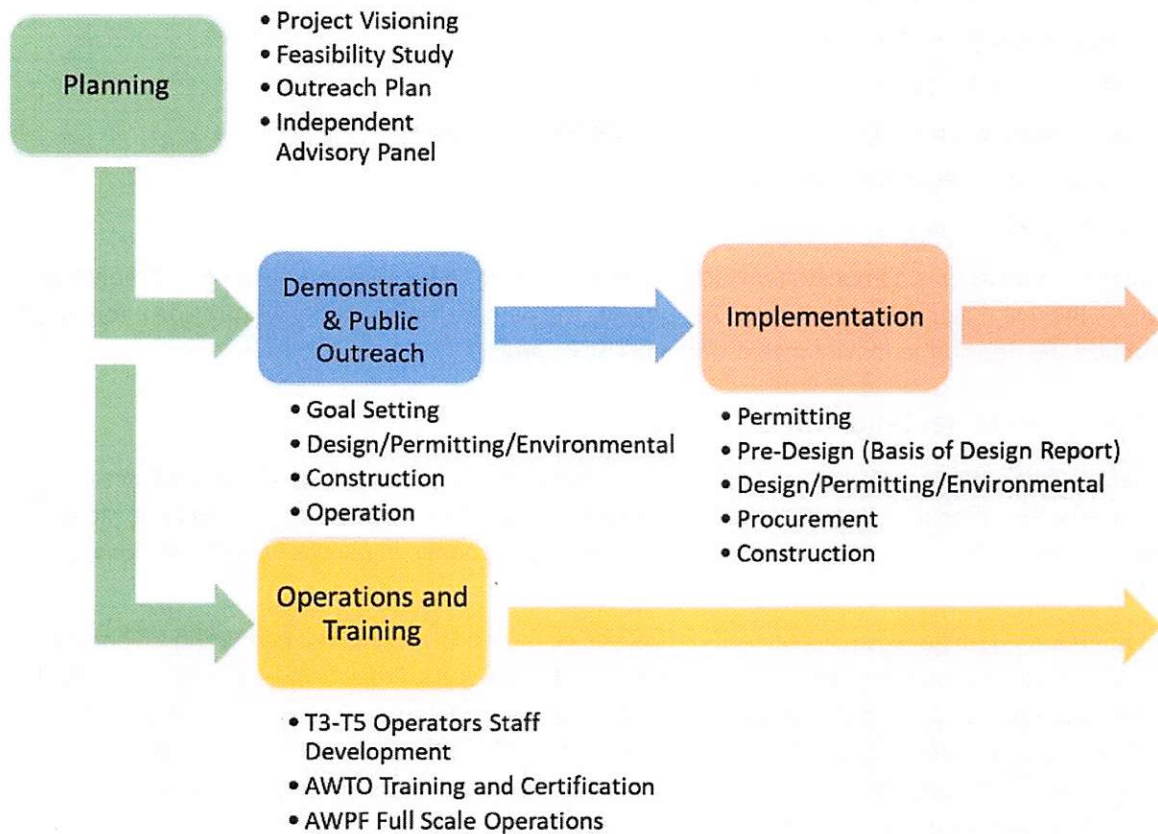 Planning
• Project Visioning
• Feasibility Study
• Outreach Plan
• Independent
Advisory Panel
Demonstration
& Public
Outreach
• Goal Setting
• Design/Permitting/Environmental
• Construction
• Operation
Implementation
• Permitting
• Pre-Design (Basis of Design Report)
• Design/Permitting/Environmental
• Procurement
• Construction
Operations and
Training
• T3-T5 Operators Staff
Development
• AWTO Training and Certification
• AWPF Full Scale Operations